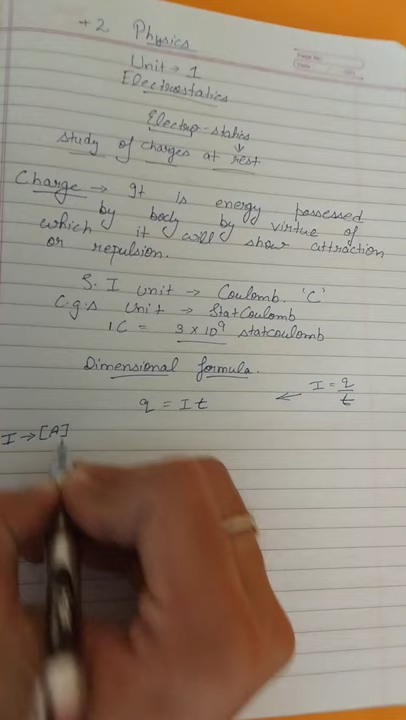 +2 Physics
Unit → 1
Electrostatics
Electro-statics
↓
study of charges at rest
Charge → It is energy possessed
by body by virtue of
which it will show attraction
or repulsion.
S.I unit → Coulomb. 'C'
C.g.s Unit → StatCoulomb
1C = 3 x 10⁹ statcoulomb
Dimensional formula.
q = It ← I = q/t
I → [A]